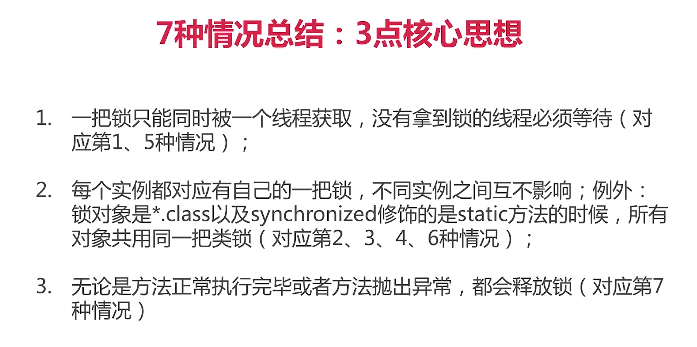 7种情况总结：3点核心思想
1. 一把锁只能同时被一个线程获取，没有拿到锁的线程必须等待（对
应第1、5种情况）；
2. 每个实例都对应有自己的一把锁，不同实例之间互不影响；例外：
锁对象是*.class以及synchronized修饰的是static方法的时候，所有
对象共用同一把类锁（对应第2、3、4、6种情况）；
3. 无论是方法正常执行完毕或者方法抛出异常，都会释放锁（对应第7
种情况）